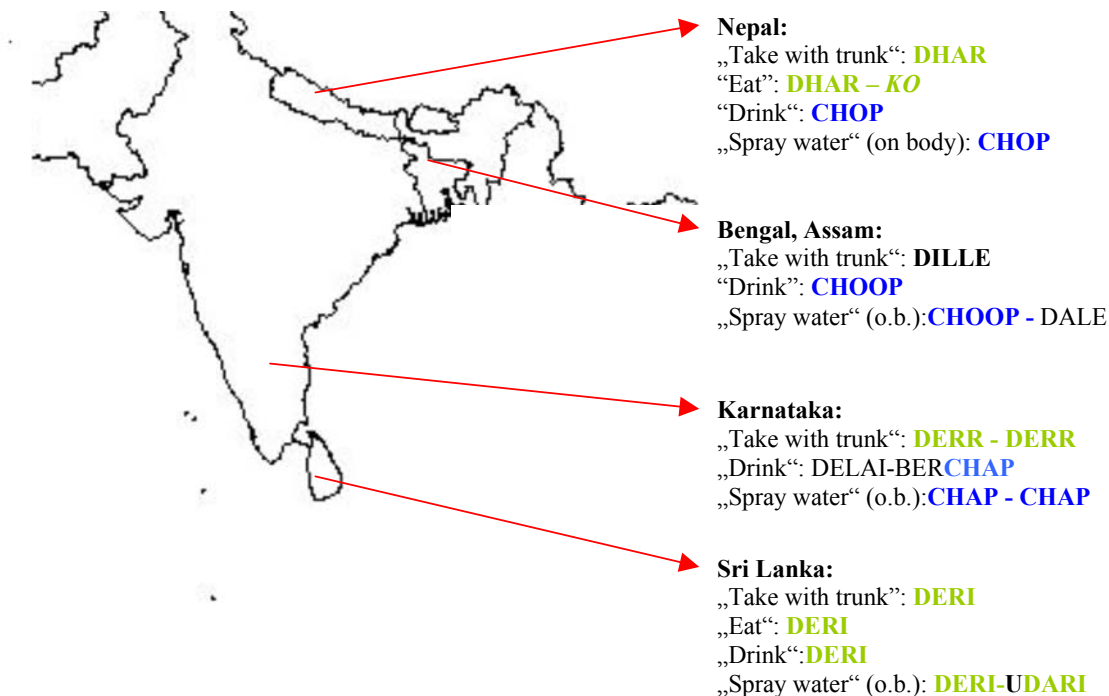 Nepal:
„Take with trunk“: DHAR
“Eat”: DHAR – KO
“Drink“: CHOP
„Spray water“ (on body): CHOP
Bengal, Assam:
„Take with trunk“: DILLE
“Drink”: CHOOP
„Spray water“ (o.b.):CHOOP - DALE
Karnataka:
„Take with trunk“: DERR - DERR
„Drink“: DELAI-BERCHAP
„Spray water“ (o.b.):CHAP - CHAP
Sri Lanka:
„Take with trunk”: DERI
„Eat“: DERI
„Drink“:DERI
„Spray water“ (o.b.): DERI-UDARI